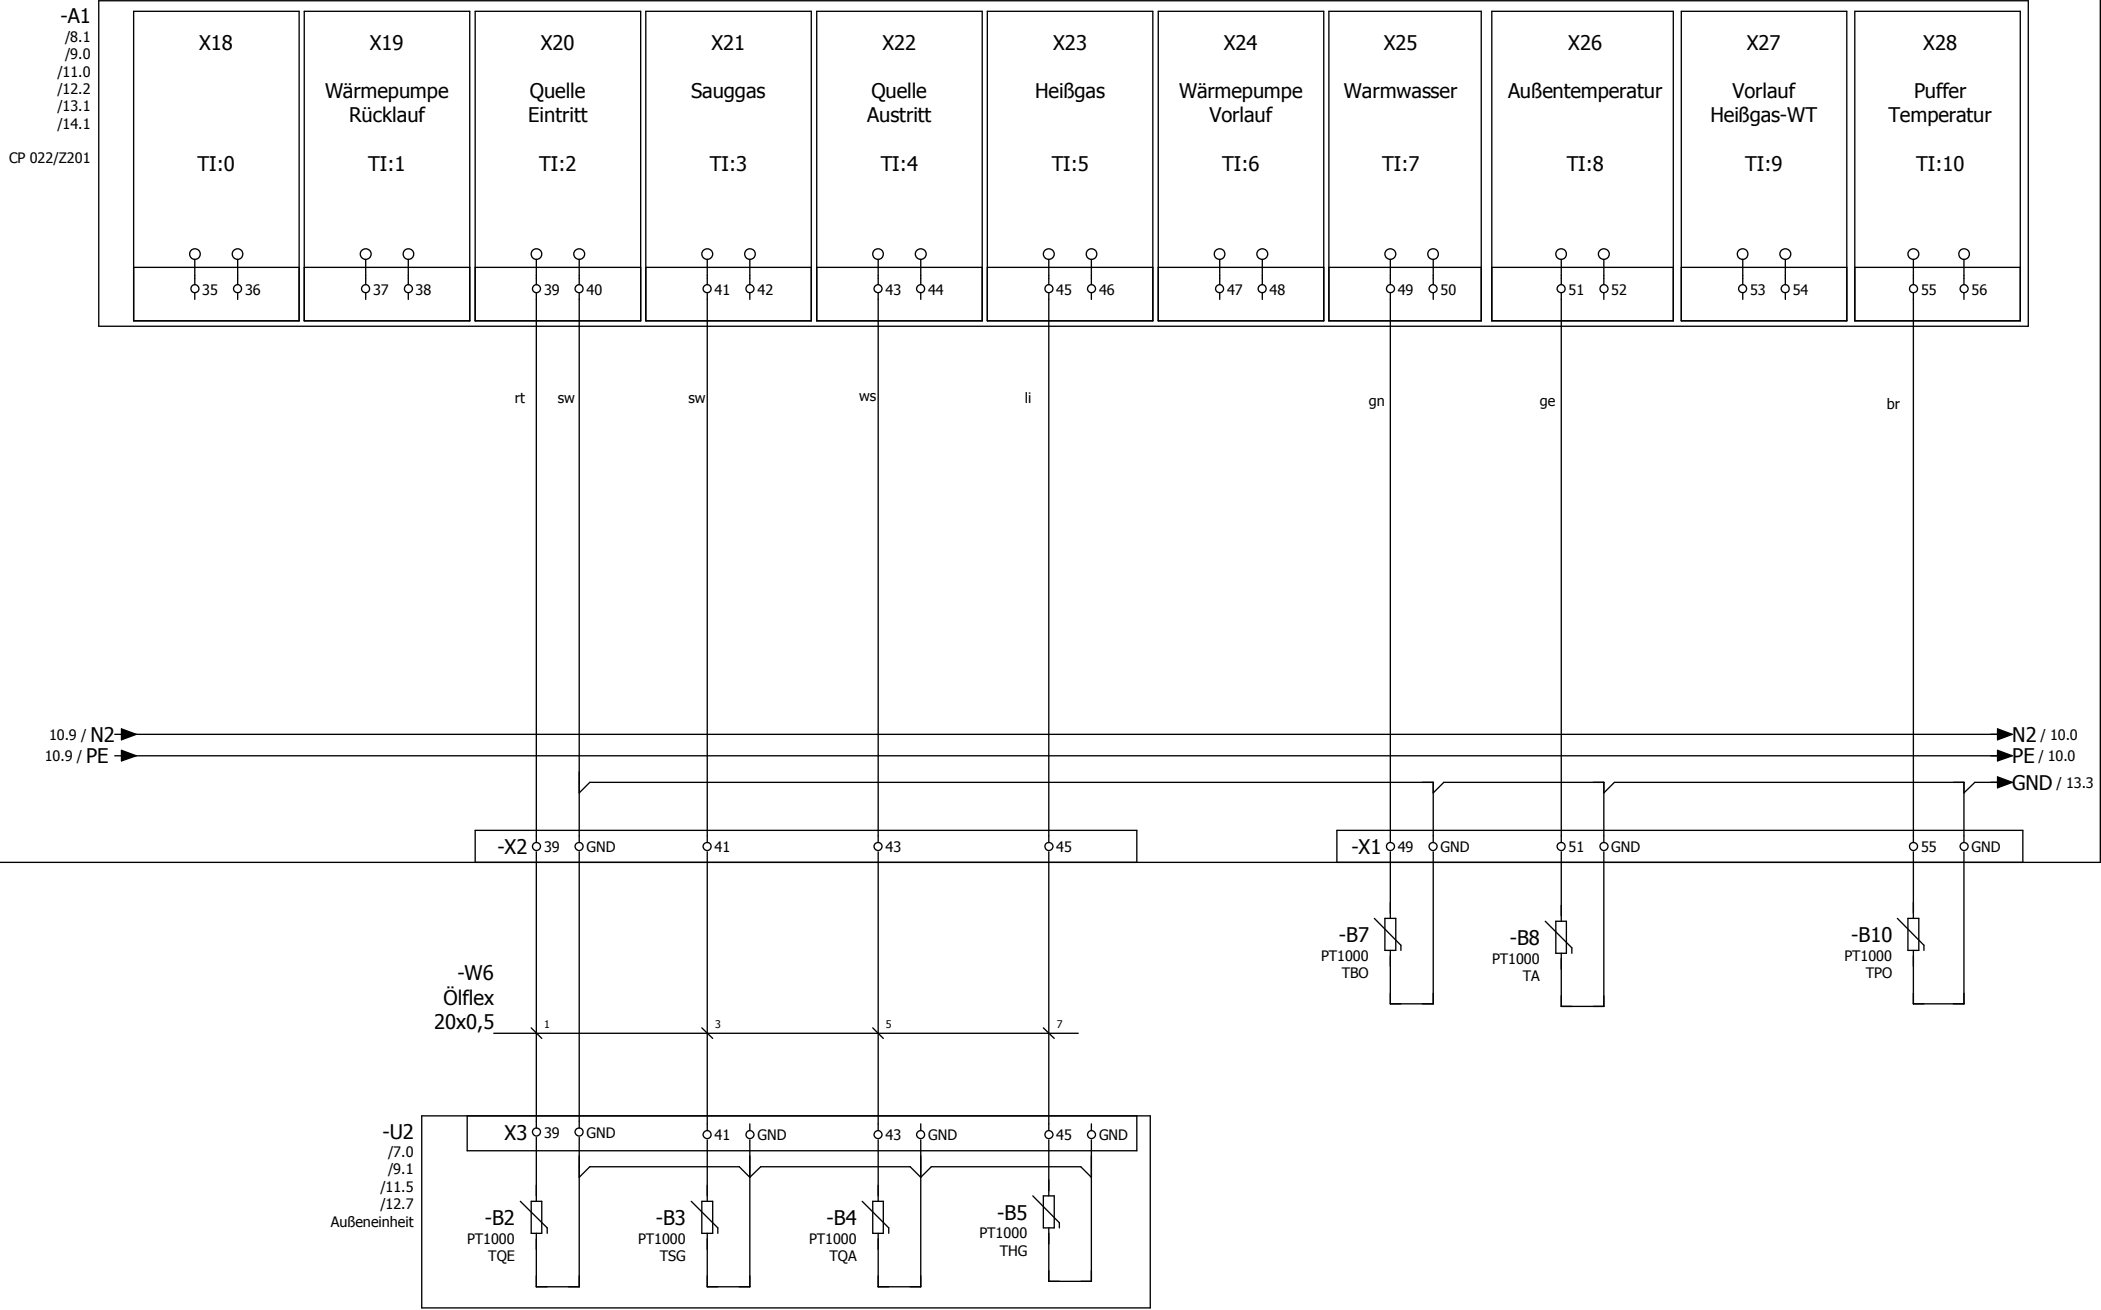 -A1
/8.1
/9.0
/11.0
/12.2
/13.1
/14.1
CP 022/Z201
X18
TI:0
35
36
X19
Wärmepumpe
Rücklauf
TI:1
37
38
X20
Quelle
Eintritt
TI:2
39
40
X21
Sauggas
TI:3
41
42
X22
Quelle
Austritt
TI:4
43
44
X23
Heißgas
TI:5
45
46
X24
Wärmepumpe
Vorlauf
TI:6
47
48
X25
Warmwasser
TI:7
49
50
X26
Außentemperatur
TI:8
51
52
X27
Vorlauf
Heißgas-WT
TI:9
53
54
X28
Puffer
Temperatur
TI:10
55
56
rt
sw
sw
ws
li
gn
ge
br
10.9 / N2
N2 / 10.0
10.9 / PE
PE / 10.0
GND / 13.3
-X2
39
GND
41
43
45
-X1
49
GND
51
GND
55
GND
-B7
PT1000
TBO
-B8
PT1000
TA
-B10
PT1000
TPO
-W6
Ölflex
20x0,5
1
3
5
7
-U2
/7.0
/9.1
/11.5
/12.7
Außeneinheit
X3
39
GND
41
GND
43
GND
45
GND
-B2
PT1000
TQE
-B3
PT1000
TSG
-B4
PT1000
TQA
-B5
PT1000
THG